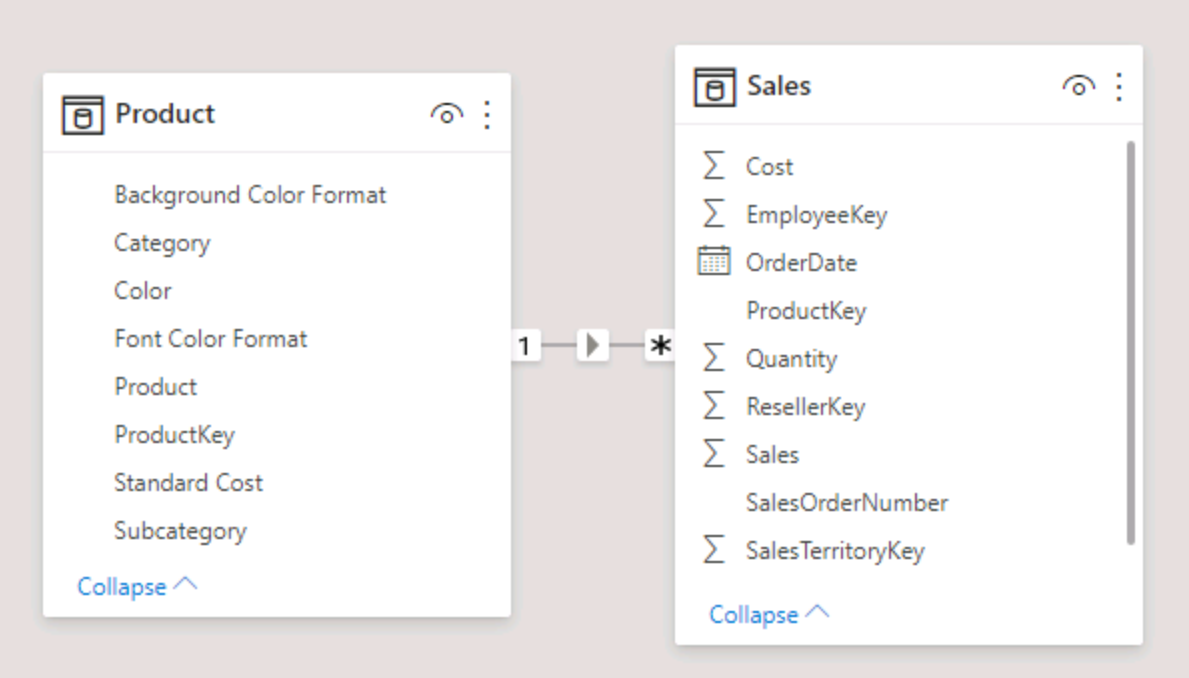 Product
Background Color Format
Category
Color
Font Color Format
Product
ProductKey
Standard Cost
Subcategory
Collapse
1
*
Sales
Σ Cost
Σ EmployeeKey
OrderDate
ProductKey
Σ Quantity
Σ ResellerKey
Σ Sales
SalesOrderNumber
Σ SalesTerritoryKey
Collapse